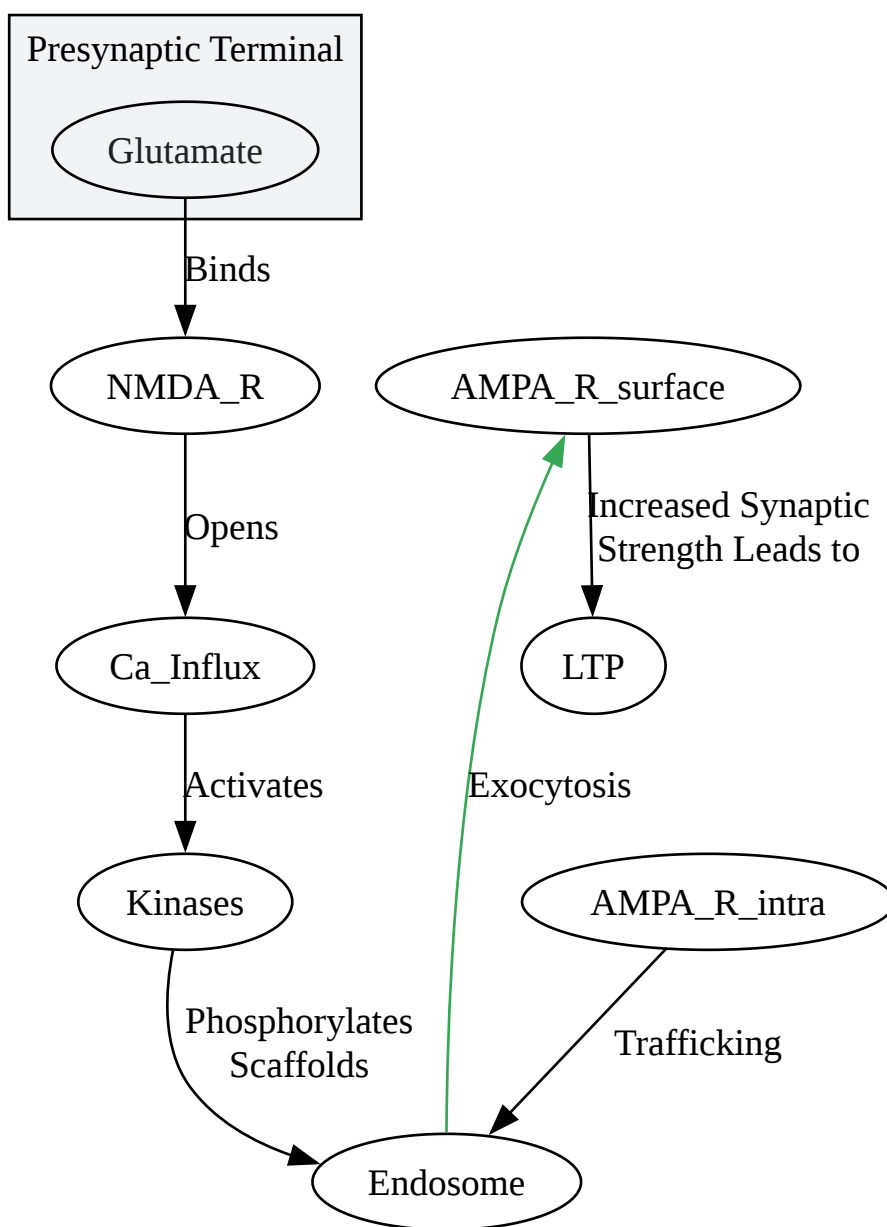 Presynaptic Terminal
Glutamate
Binds
NMDA_R
AMPA_R_surface
Opens
Increased Synaptic
Strength Leads to
Ca_Influx
LTP
Activates
Exocytosis
Kinases
AMPA_R_intra
Phosphorylates
Scaffolds
Trafficking
Endosome